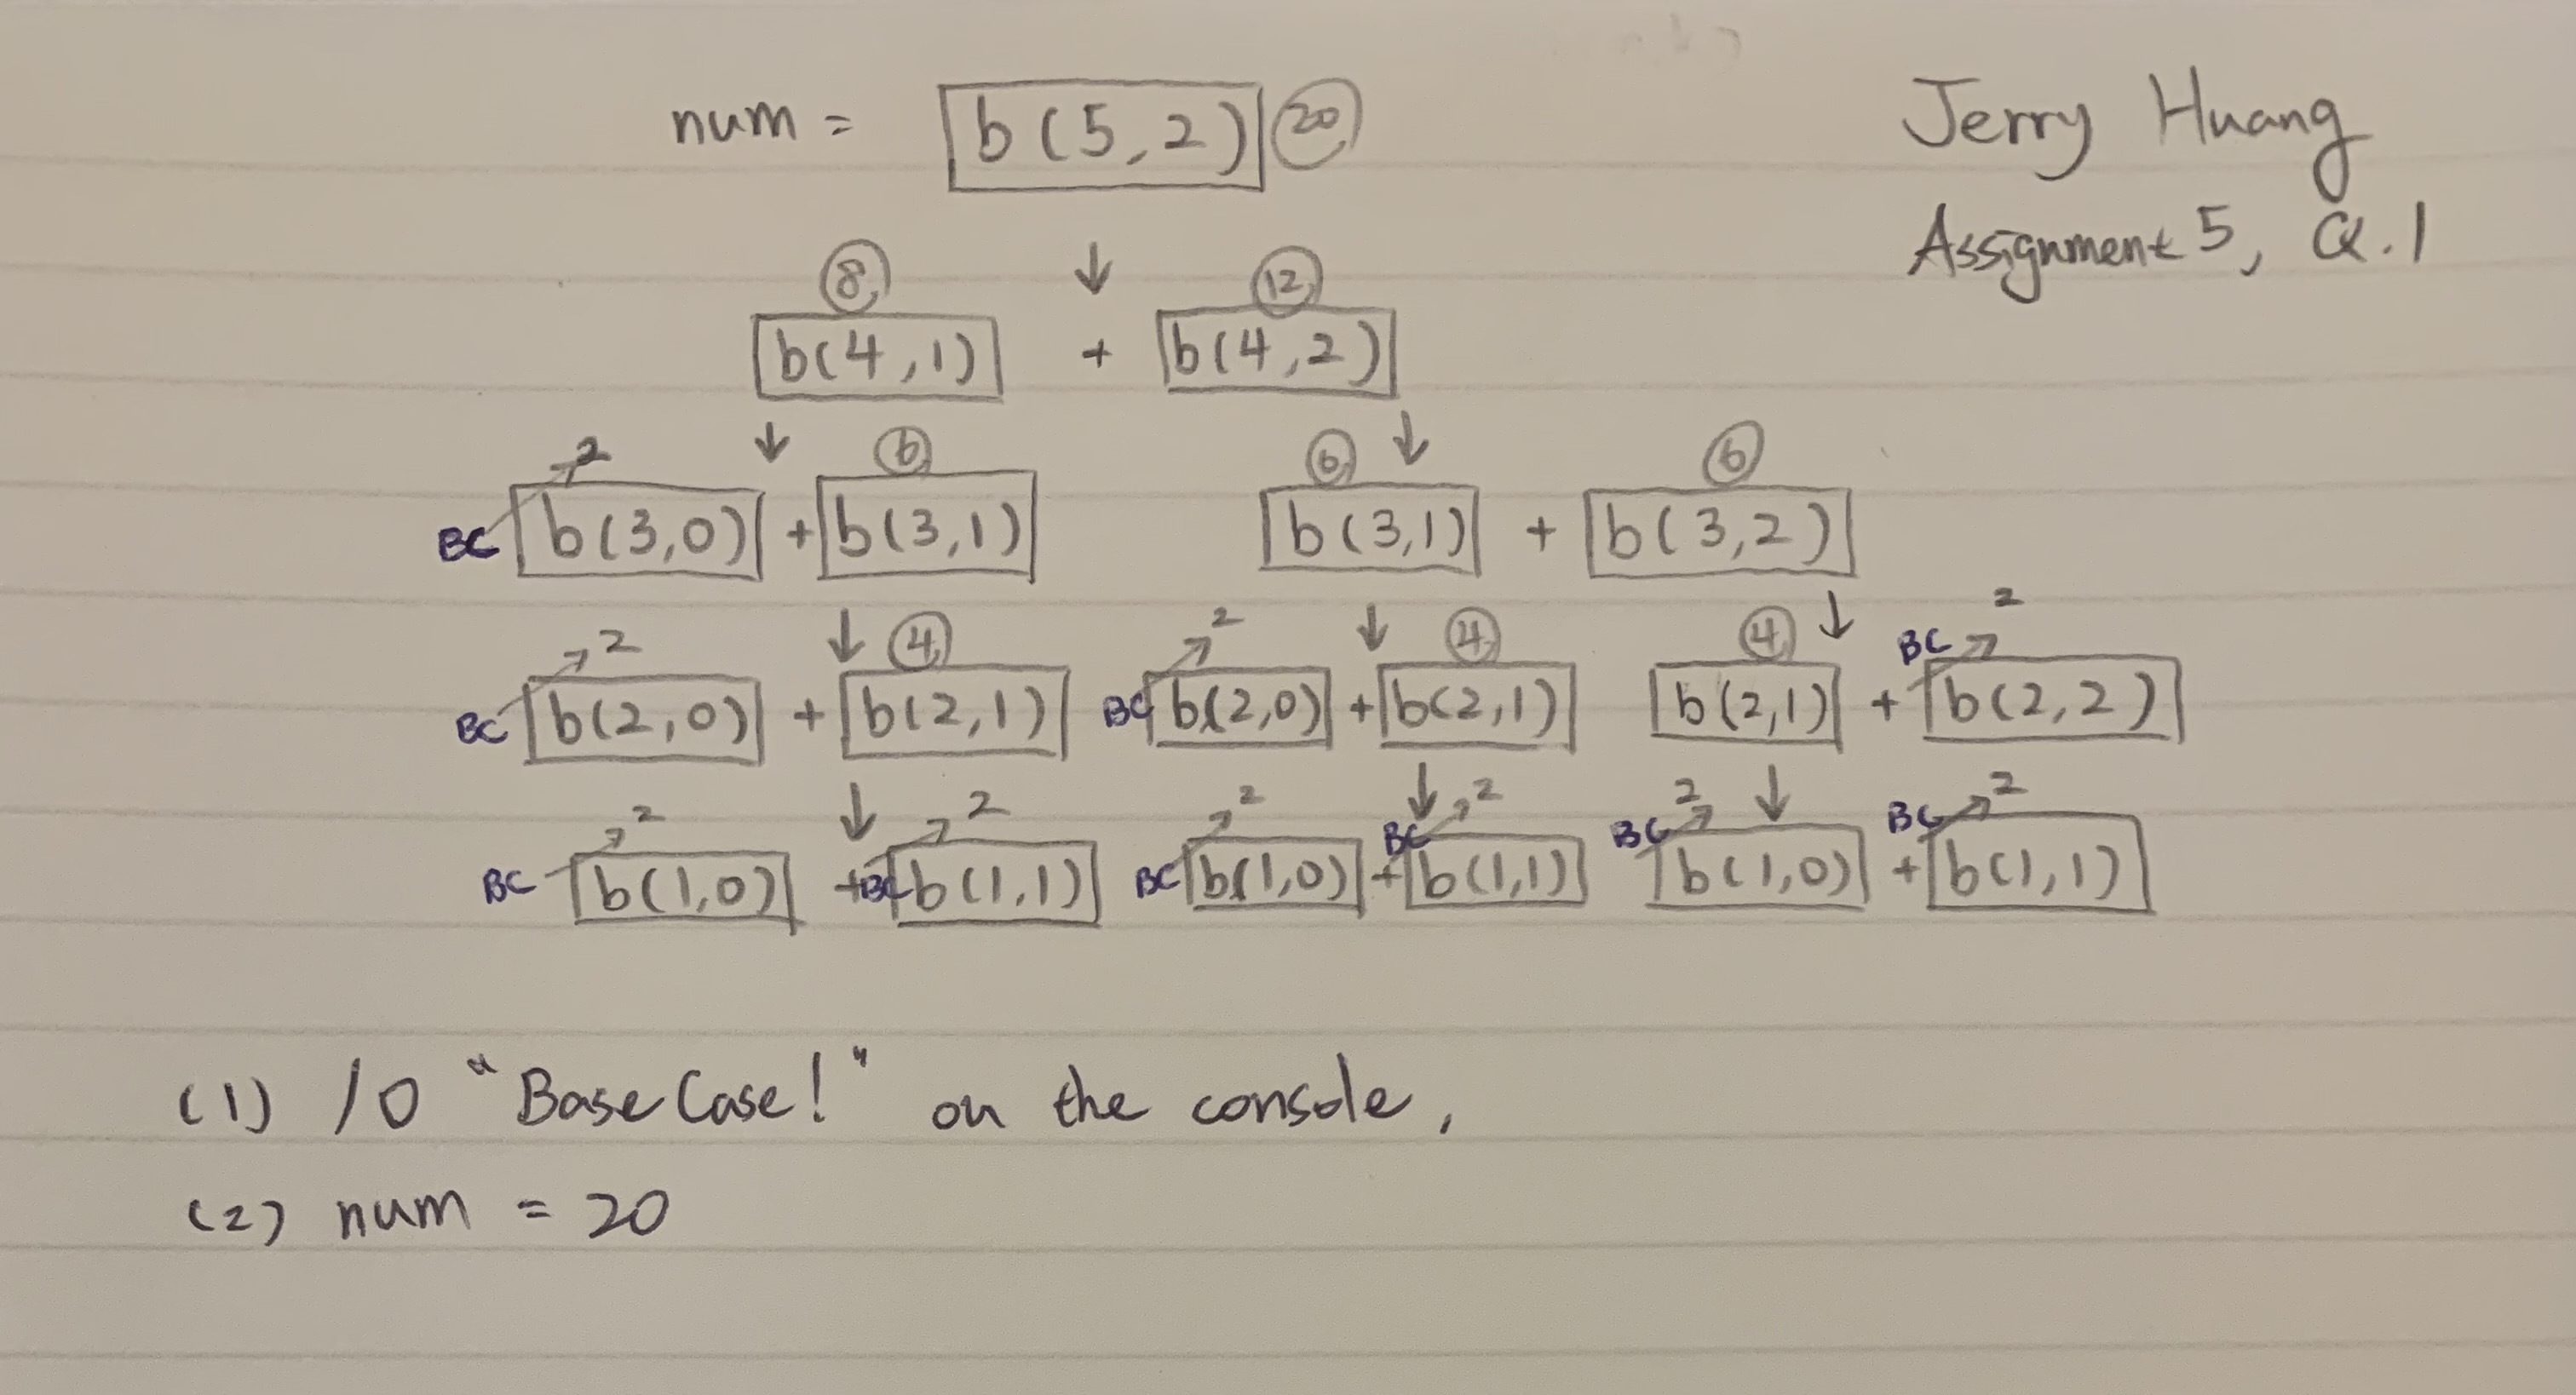 num = b(5,2) 20
Jerry Huang
Assignment 5, Q.1
8 12
b(4,1) + b(4,2)
2 6 6 6
BC b(3,0) + b(3,1) b(3,1) + b(3,2)
2 4 2 4 4 2
BC b(2,0) + b(2,1) BC b(2,0) + b(2,1) b(2,1) + BC b(2,2)
2 2 2 2 2 2
BC b(1,0) + BC b(1,1) BC b(1,0) + BC b(1,1) BC b(1,0) + BC b(1,1)
(1) 10 "Base Case!" on the console,
(2) num = 20